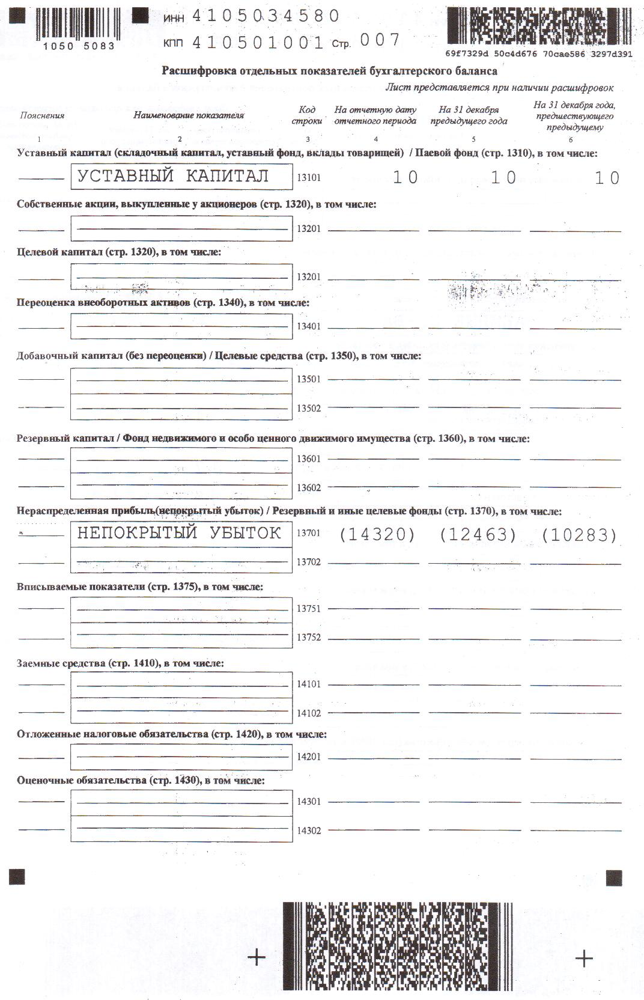 ИНН 4105034580
1050 5083
КПП 410501001 Стр. 007
69f7329d 50c4d676 70cae586 3297d391
Расшифровка отдельных показателей бухгалтерского баланса
Лист представляется при наличии расшифровок
Пояснения Наименование показателя Код строки На отчетную дату отчетного периода На 31 декабря предыдущего года На 31 декабря года, предшествующего предыдущему
1 2 3 4 5 6
Уставный капитал (складочный капитал, уставный фонд, вклады товарищей) / Паевой фонд (стр. 1310), в том числе:
УСТАВНЫЙ КАПИТАЛ 13101 10 10 10
Собственные акции, выкупленные у акционеров (стр. 1320), в том числе:
13201
Целевой капитал (стр. 1320), в том числе:
13201
Переоценка внеоборотных активов (стр. 1340), в том числе:
13401
Добавочный капитал (без переоценки) / Целевые средства (стр. 1350), в том числе:
13501
13502
Резервный капитал / Фонд недвижимого и особо ценного движимого имущества (стр. 1360), в том числе:
13601
13602
Нераспределенная прибыль(непокрытый убыток) / Резервный и иные целевые фонды (стр. 1370), в том числе:
НЕПОКРЫТЫЙ УБЫТОК 13701 (14320) (12463) (10283)
13702
Вписываемые показатели (стр. 1375), в том числе:
13751
13752
Заемные средства (стр. 1410), в том числе:
14101
14102
Отложенные налоговые обязательства (стр. 1420), в том числе:
14201
Оценочные обязательства (стр. 1430), в том числе:
14301
14302